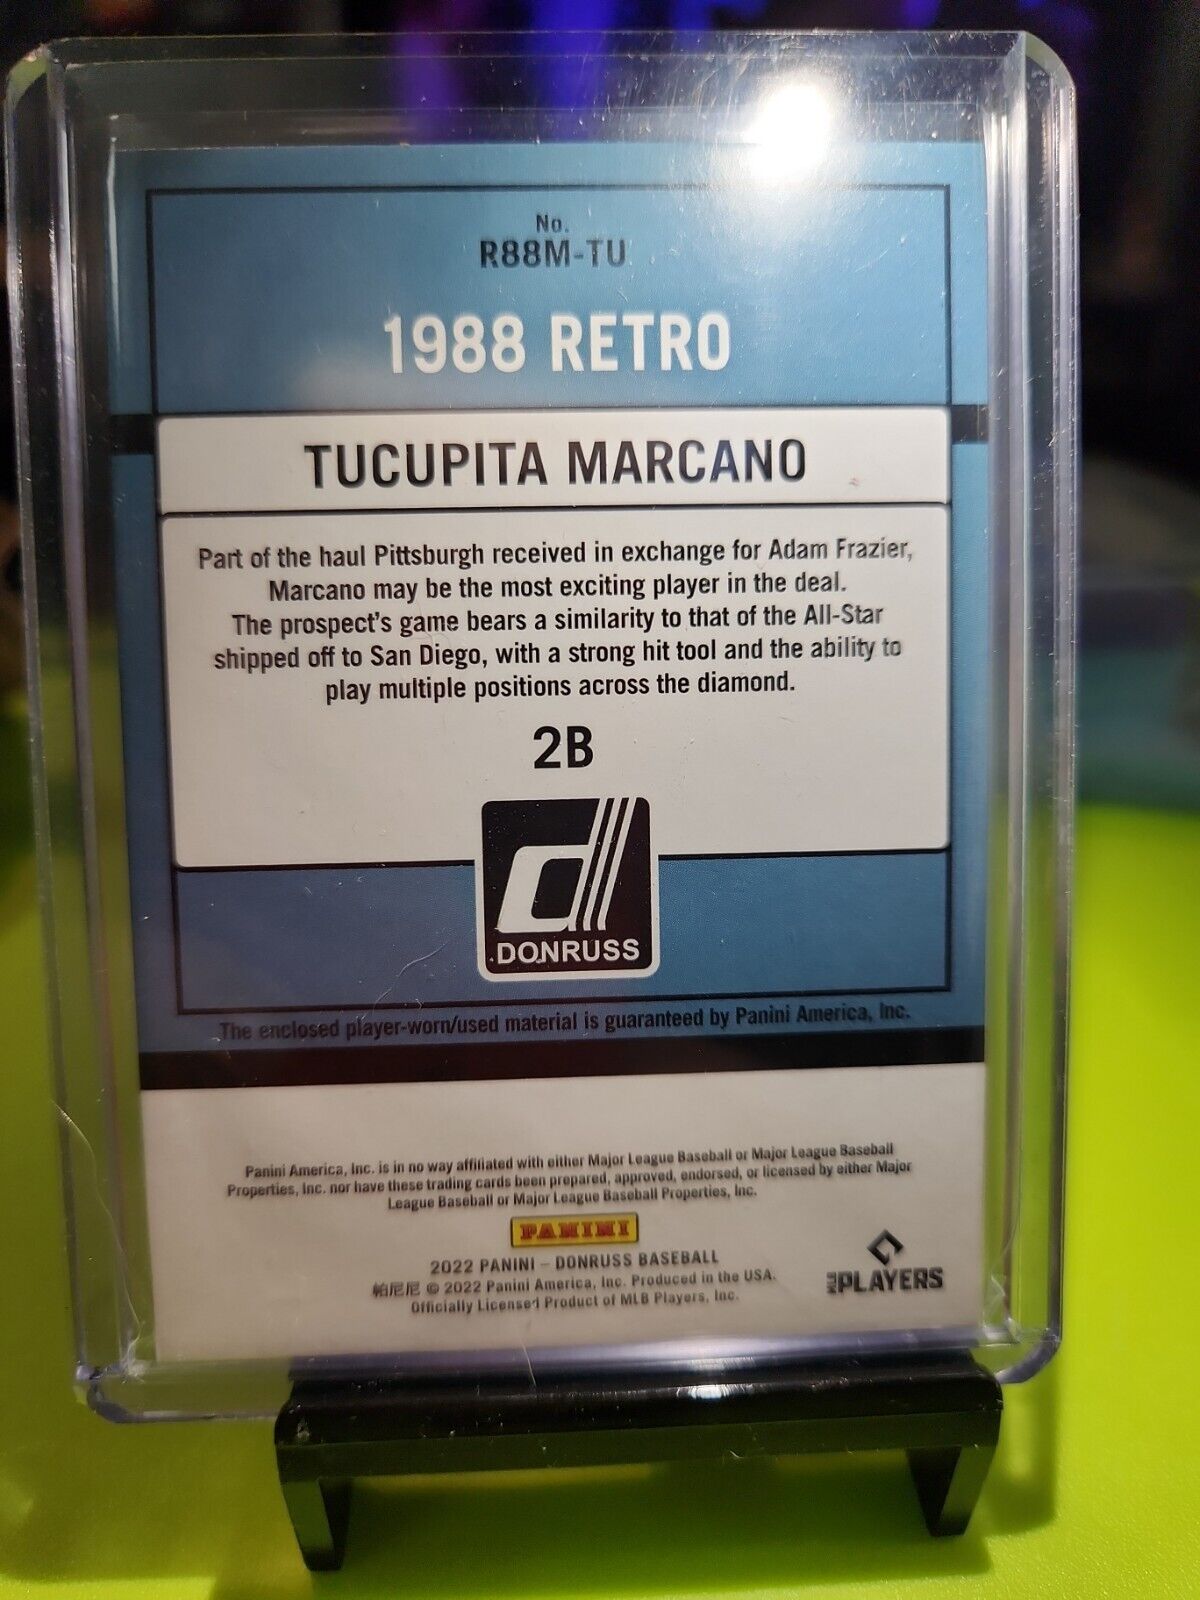 No.
R88M-TU
1988 RETRO
TUCUPITA MARCANO
Part of the haul Pittsburgh received in exchange for Adam Frazier,
Marcano may be the most exciting player in the deal.
The prospect's game bears a similarity to that of the All-Star
shipped off to San Diego, with a strong hit tool and the ability to
play multiple positions across the diamond.
2B
d
DONRUSS
The enclosed player-worn/used material is guaranteed by Panini America, Inc.
Panini America, Inc. is in no way affiliated with either Major League Baseball or Major League Baseball
Properties, Inc. nor have these trading cards been prepared, approved, endorsed, or licensed by either Major
League Baseball or Major League Baseball Properties, Inc.
PANINI
2022 PANINI – DONRUSS BASEBALL
帕尼尼 © 2022 Panini America, Inc. Produced in the USA.
Officially Licensed Product of MLB Players, Inc.
MLB PLAYERS